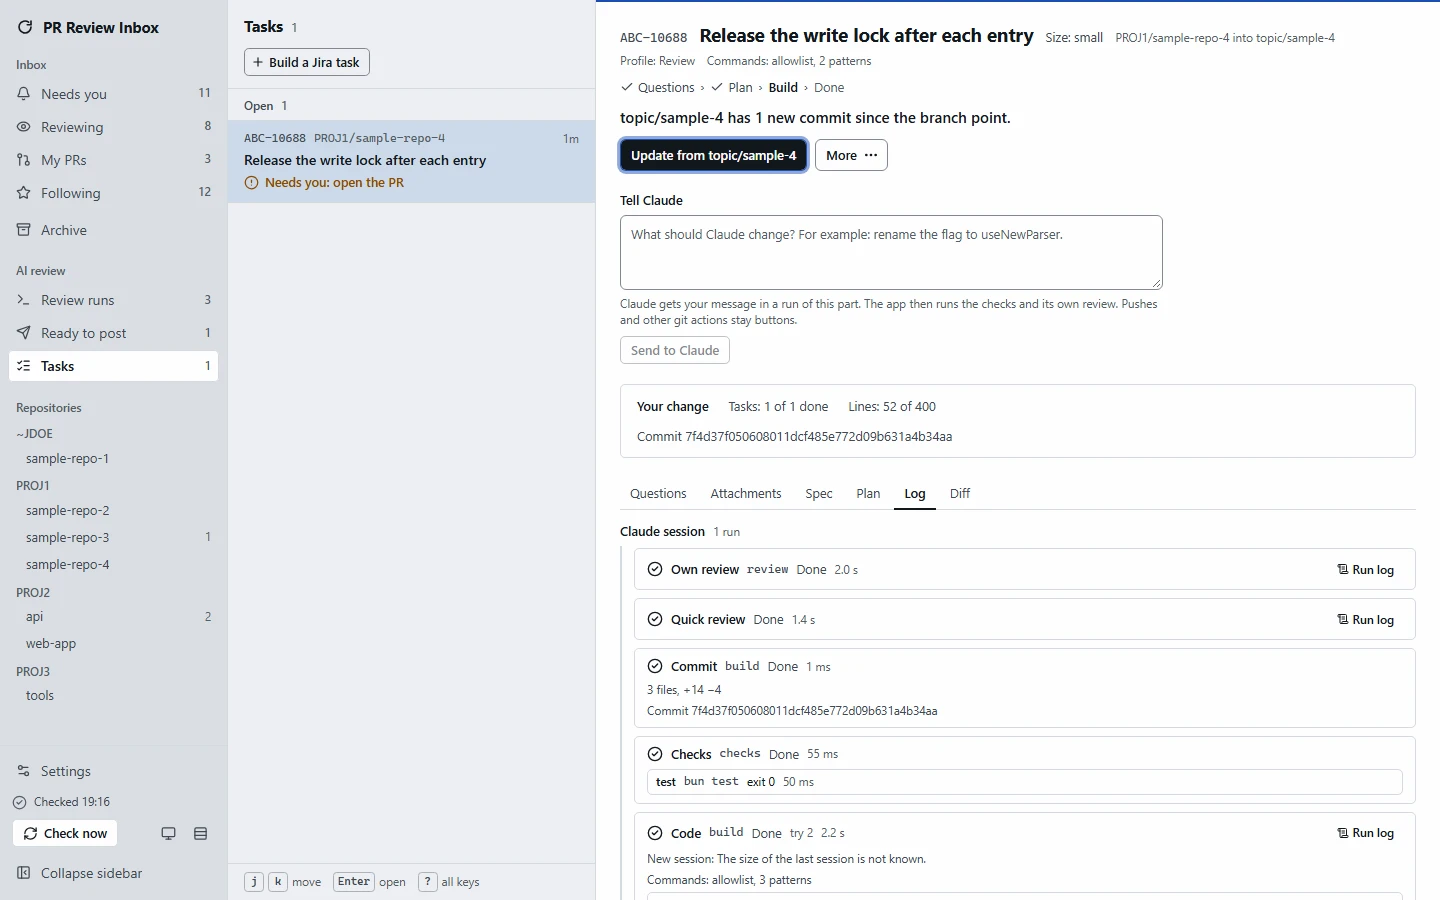 PR Review Inbox
Inbox
Needs you 11
Reviewing 8
My PRs 3
Following 12
Archive
AI review
Review runs 3
Ready to post 1
Tasks 1
Repositories
~JDOE
sample-repo-1
PROJ1
sample-repo-2
sample-repo-3 1
sample-repo-4
PROJ2
api 2
web-app
PROJ3
tools
Settings
Checked 19:16
Check now
Collapse sidebar
Tasks 1
+ Build a Jira task
Open 1
ABC-10688 PROJ1/sample-repo-4 1m
Release the write lock after each entry
Needs you: open the PR
j k move Enter open ? all keys
ABC-10688 Release the write lock after each entry Size: small PROJ1/sample-repo-4 into topic/sample-4
Profile: Review Commands: allowlist, 2 patterns
Questions › Plan › Build › Done
topic/sample-4 has 1 new commit since the branch point.
Update from topic/sample-4 More ···
Tell Claude
What should Claude change? For example: rename the flag to useNewParser.
Claude gets your message in a run of this part. The app then runs the checks and its own review. Pushes
and other git actions stay buttons.
Send to Claude
Your change Tasks: 1 of 1 done Lines: 52 of 400
Commit 7f4d37f050608011dcf485e772d09b631a4b34aa
Questions Attachments Spec Plan Log Diff
Claude session 1 run
Own review review Done 2.0 s Run log
Quick review Done 1.4 s Run log
Commit build Done 1 ms
3 files, +14 −4
Commit 7f4d37f050608011dcf485e772d09b631a4b34aa
Checks checks Done 55 ms
test bun test exit 0 50 ms
Code build Done try 2 2.2 s Run log
New session: The size of the last session is not known.
Commands: allowlist, 3 patterns